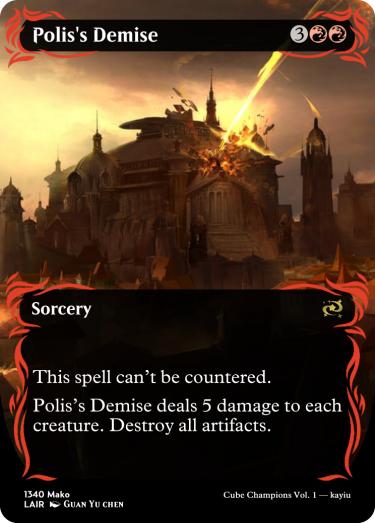 Polis's Demise 3
Sorcery
This spell can't be countered.
Polis's Demise deals 5 damage to each
creature. Destroy all artifacts.
1340 Mako
LAIR Guan Yu chen
Cube Champions Vol. 1 — kayiu